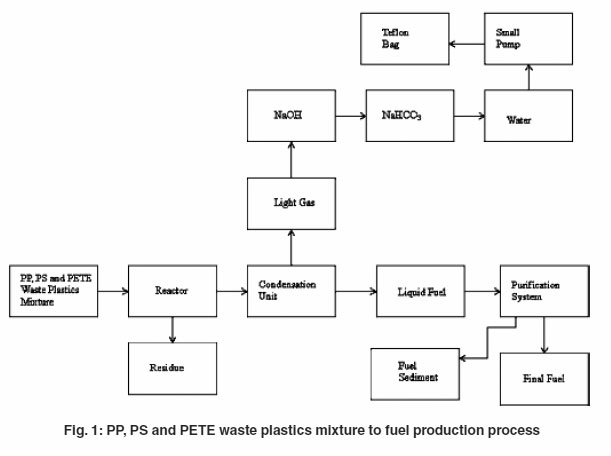 Teflon
Bag
Small
Pump
NaOH
NaHCO3
Water
Light Gas
PP, PS and PETE
Waste Plastics
Mixture
Reactor
Condensation
Unit
Liquid Fuel
Purification
System
Residue
Fuel
Sediment
Final Fuel
Fig. 1: PP, PS and PETE waste plastics mixture to fuel production process